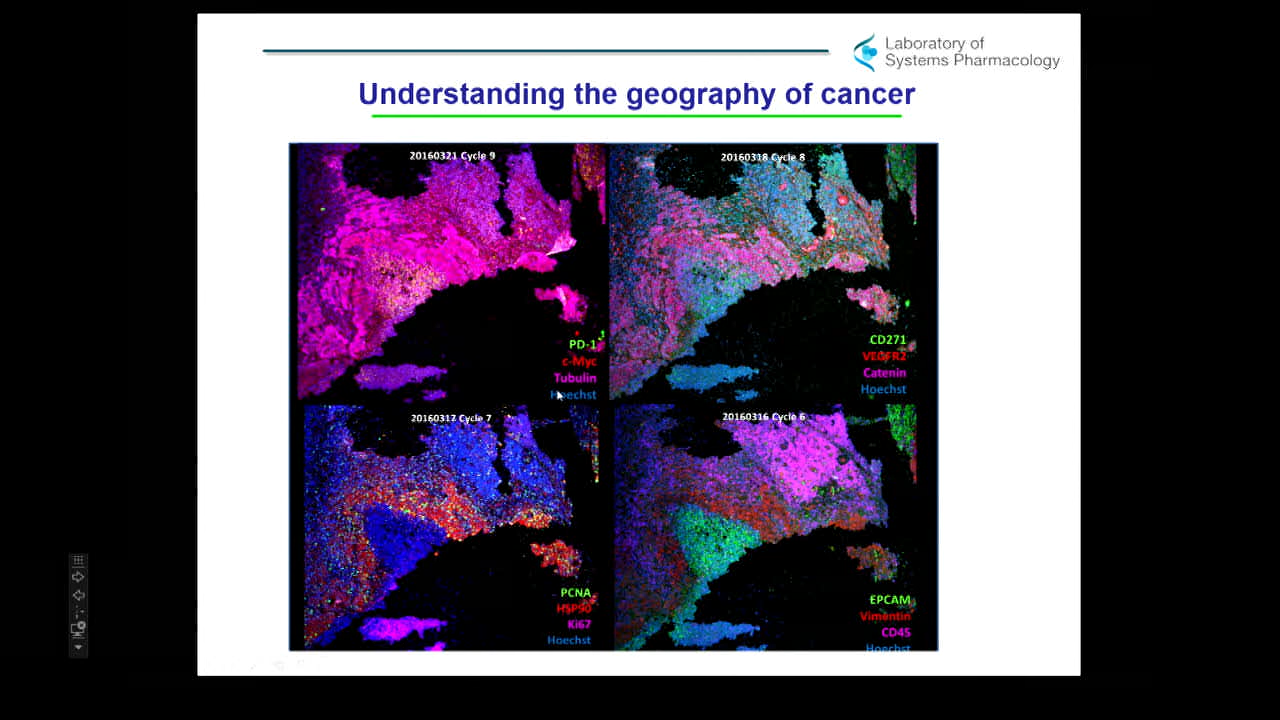 Laboratory of
Systems Pharmacology
Understanding the geography of cancer
20160321 Cycle 9
PD-1
c-Myc
Tubulin
Hoechst
20160318 Cycle 8
CD271
VEGFR2
Catenin
Hoechst
20160317 Cycle 7
PCNA
HSP90
Ki67
Hoechst
20160316 Cycle 6
EPCAM
Vimentin
CD45
Hoechst